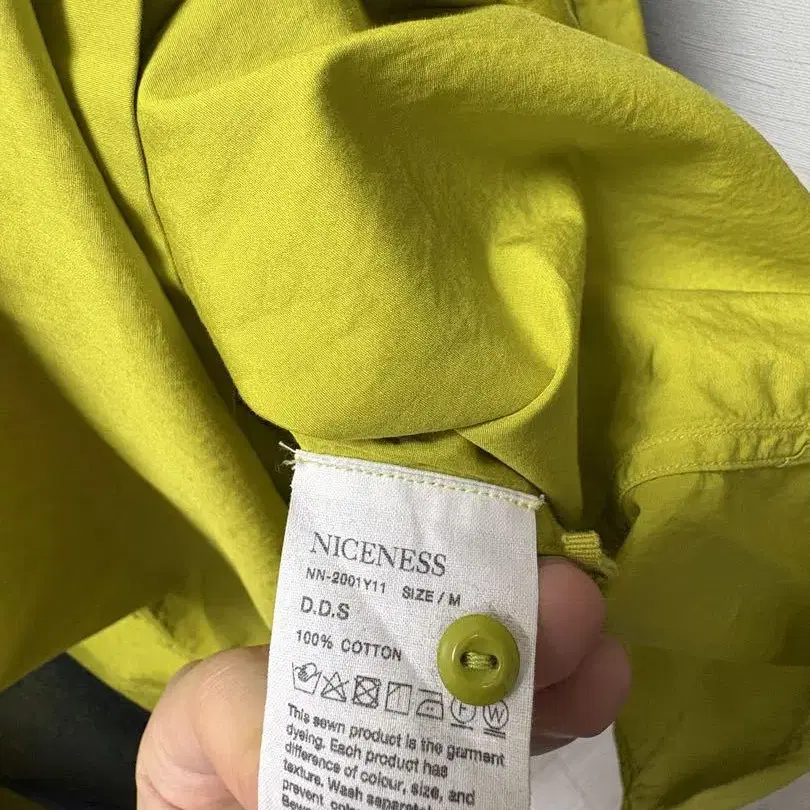 NICENESS
NN-2001Y11 SIZE / M
D.D.S
100% COTTON
P W
This sewn product is the garment
dyeing. Each product has
difference of colour, size, and
texture. Wash separately
prevent